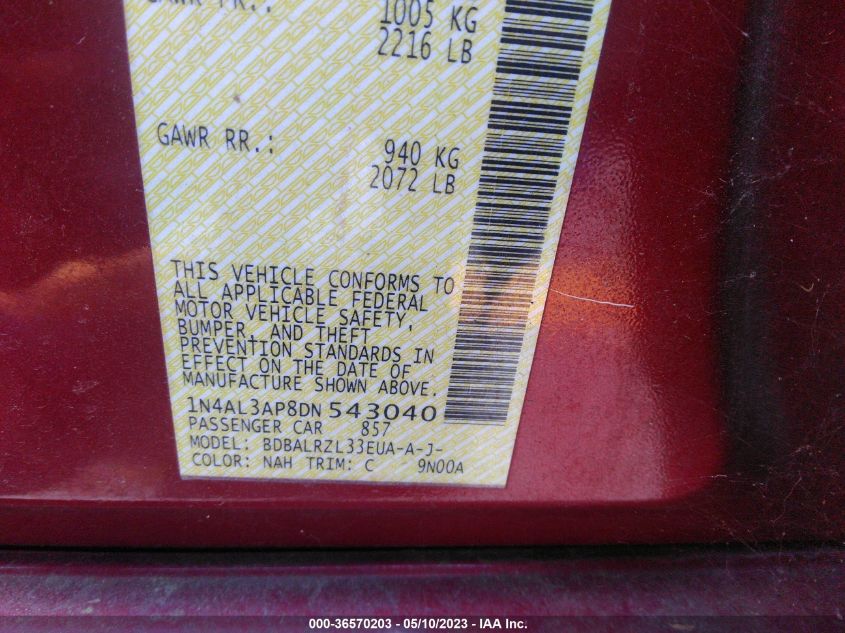 GAWR FR.: 1005 KG
2216 LB
GAWR RR.: 940 KG
2072 LB
THIS VEHICLE CONFORMS TO
ALL APPLICABLE FEDERAL
MOTOR VEHICLE SAFETY,
BUMPER, AND THEFT
PREVENTION STANDARDS IN
EFFECT ON THE DATE OF
MANUFACTURE SHOWN ABOVE.
1N4AL3AP8DN 543040
PASSENGER CAR 857
MODEL: BDBALRZL33EUA-A-J-
COLOR: NAH TRIM: C 9N00A
000-36570203 - 05/10/2023 - IAA Inc.